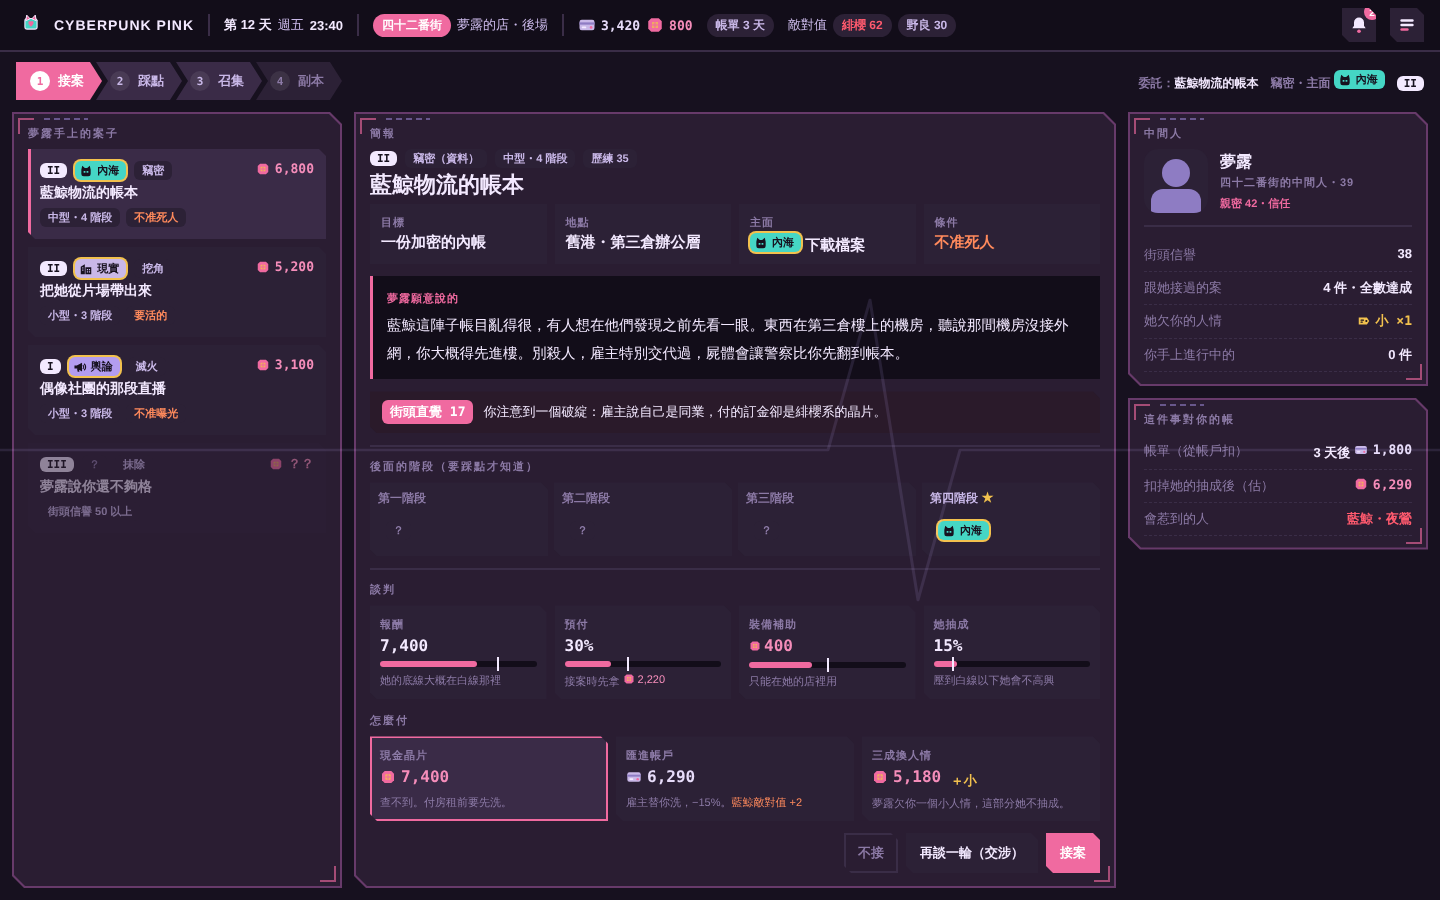 CYBERPUNK PINK 第 12 天 週五 23:40 四十二番街 夢露的店・後場 3,420 800 帳單 3 天 敵對值 緋櫻 62 野良 30
1 接案 2 踩點 3 召集 4 副本
委託：藍鯨物流的帳本 竊密・主面 內海 II
夢露手上的案子
II 內海 竊密 6,800
藍鯨物流的帳本
中型・4 階段 不准死人
II 現實 挖角 5,200
把她從片場帶出來
小型・3 階段 要活的
I 輿論 滅火 3,100
偶像社團的那段直播
小型・3 階段 不准曝光
III ? 抹除 ? ?
夢露說你還不夠格
街頭信譽 50 以上
簡報
II 竊密（資料） 中型・4 階段 歷練 35
藍鯨物流的帳本
目標 地點 主面 條件
一份加密的內帳 舊港・第三倉辦公層 內海 下載檔案 不准死人
夢露願意說的
藍鯨這陣子帳目亂得很，有人想在他們發現之前先看一眼。東西在第三倉樓上的機房，聽說那間機房沒接外
網，你大概得先進樓。別殺人，雇主特別交代過，屍體會讓警察比你先翻到帳本。
街頭直覺 17 你注意到一個破綻：雇主說自己是同業，付的訂金卻是緋櫻系的晶片。
後面的階段（要踩點才知道）
第一階段 第二階段 第三階段 第四階段 ★
? ? ? 內海
談判
報酬 預付 裝備補助 她抽成
7,400 30% 400 15%
她的底線大概在白線那裡 接案時先拿 2,220 只能在她的店裡用 壓到白線以下她會不高興
怎麼付
現金晶片 匯進帳戶 三成換人情
7,400 6,290 5,180 +小
查不到。付房租前要先洗。 雇主替你洗，−15%。藍鯨敵對值 +2 夢露欠你一個小人情，這部分她不抽成。
不接 再談一輪（交涉） 接案
中間人
夢露
四十二番街的中間人・39
親密 42・信任
街頭信譽 38
跟她接過的案 4 件・全數達成
她欠你的人情 小 ×1
你手上進行中的 0 件
這件事對你的帳
帳單（從帳戶扣） 3 天後 1,800
扣掉她的抽成後（估） 6,290
會惹到的人 藍鯨・夜鶯